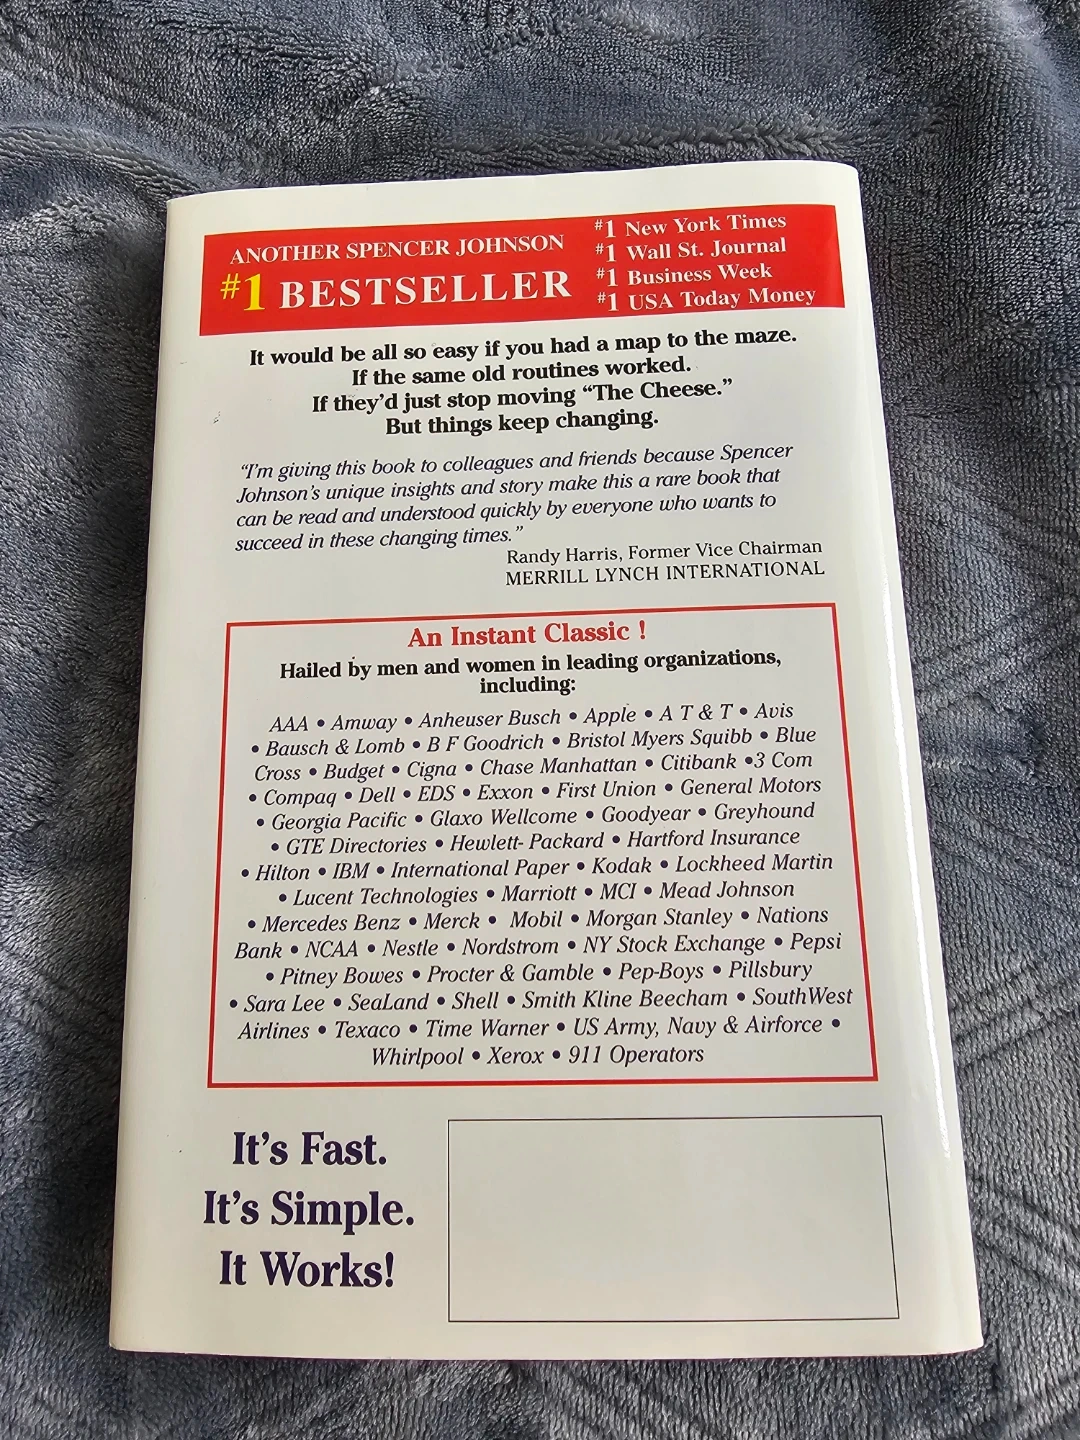 ANOTHER SPENCER JOHNSON
#1 BESTSELLER
#1 New York Times
#1 Wall St. Journal
#1 Business Week
#1 USA Today Money
It would be all so easy if you had a map to the maze.
If the same old routines worked.
If they'd just stop moving “The Cheese.”
But things keep changing.
“I'm giving this book to colleagues and friends because Spencer
Johnson's unique insights and story make this a rare book that
can be read and understood quickly by everyone who wants to
succeed in these changing times.”
Randy Harris, Former Vice Chairman
MERRILL LYNCH INTERNATIONAL
An Instant Classic !
Hailed by men and women in leading organizations,
including:
AAA • Amway • Anheuser Busch • Apple • A T & T • Avis
• Bausch & Lomb • B F Goodrich • Bristol Myers Squibb • Blue
Cross • Budget • Cigna • Chase Manhattan • Citibank •3 Com
• Compaq • Dell • EDS • Exxon • First Union • General Motors
• Georgia Pacific • Glaxo Wellcome • Goodyear • Greyhound
• GTE Directories • Hewlett- Packard • Hartford Insurance
• Hilton • IBM • International Paper • Kodak • Lockheed Martin
• Lucent Technologies • Marriott • MCI • Mead Johnson
• Mercedes Benz • Merck • Mobil • Morgan Stanley • Nations
Bank • NCAA • Nestle • Nordstrom • NY Stock Exchange • Pepsi
• Pitney Bowes • Procter & Gamble • Pep-Boys • Pillsbury
• Sara Lee • SeaLand • Shell • Smith Kline Beecham • SouthWest
Airlines • Texaco • Time Warner • US Army, Navy & Airforce •
Whirlpool • Xerox • 911 Operators
It's Fast.
It's Simple.
It Works!